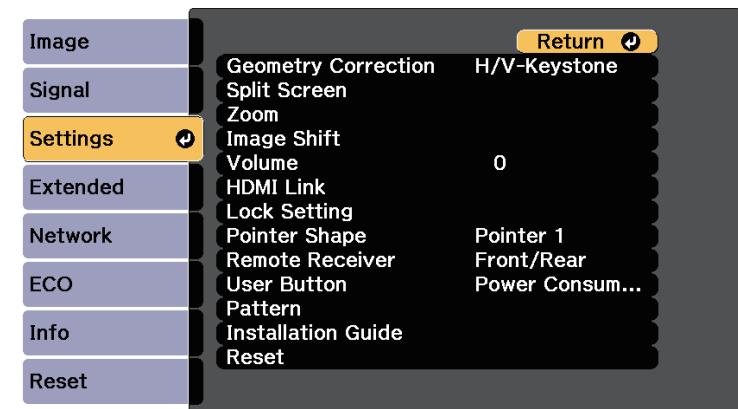 Image
Signal
Settings
Extended
Network
ECO
Info
Reset
Return
Geometry Correction H/V-Keystone
Split Screen
Zoom
Image Shift
Volume 0
HDMI Link
Lock Setting
Pointer Shape Pointer 1
Remote Receiver Front/Rear
User Button Power Consum...
Pattern
Installation Guide
Reset